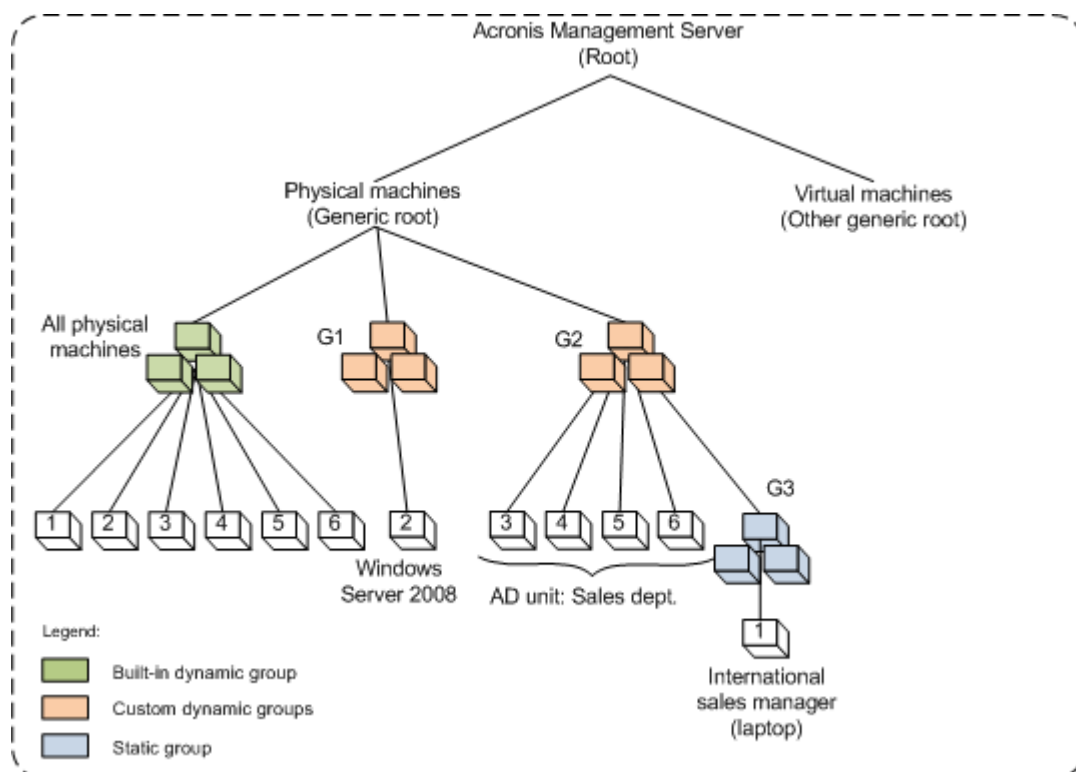 Acronis Management Server
(Root)
Physical machines
(Generic root)
Virtual machines
(Other generic root)
All physical
machines
G1
G2
1
2
3
4
5
6
2
Windows
Server 2008
3
4
5
6
AD unit: Sales dept.
G3
1
International
sales manager
(laptop)
Legend:
Built-in dynamic group
Custom dynamic groups
Static group